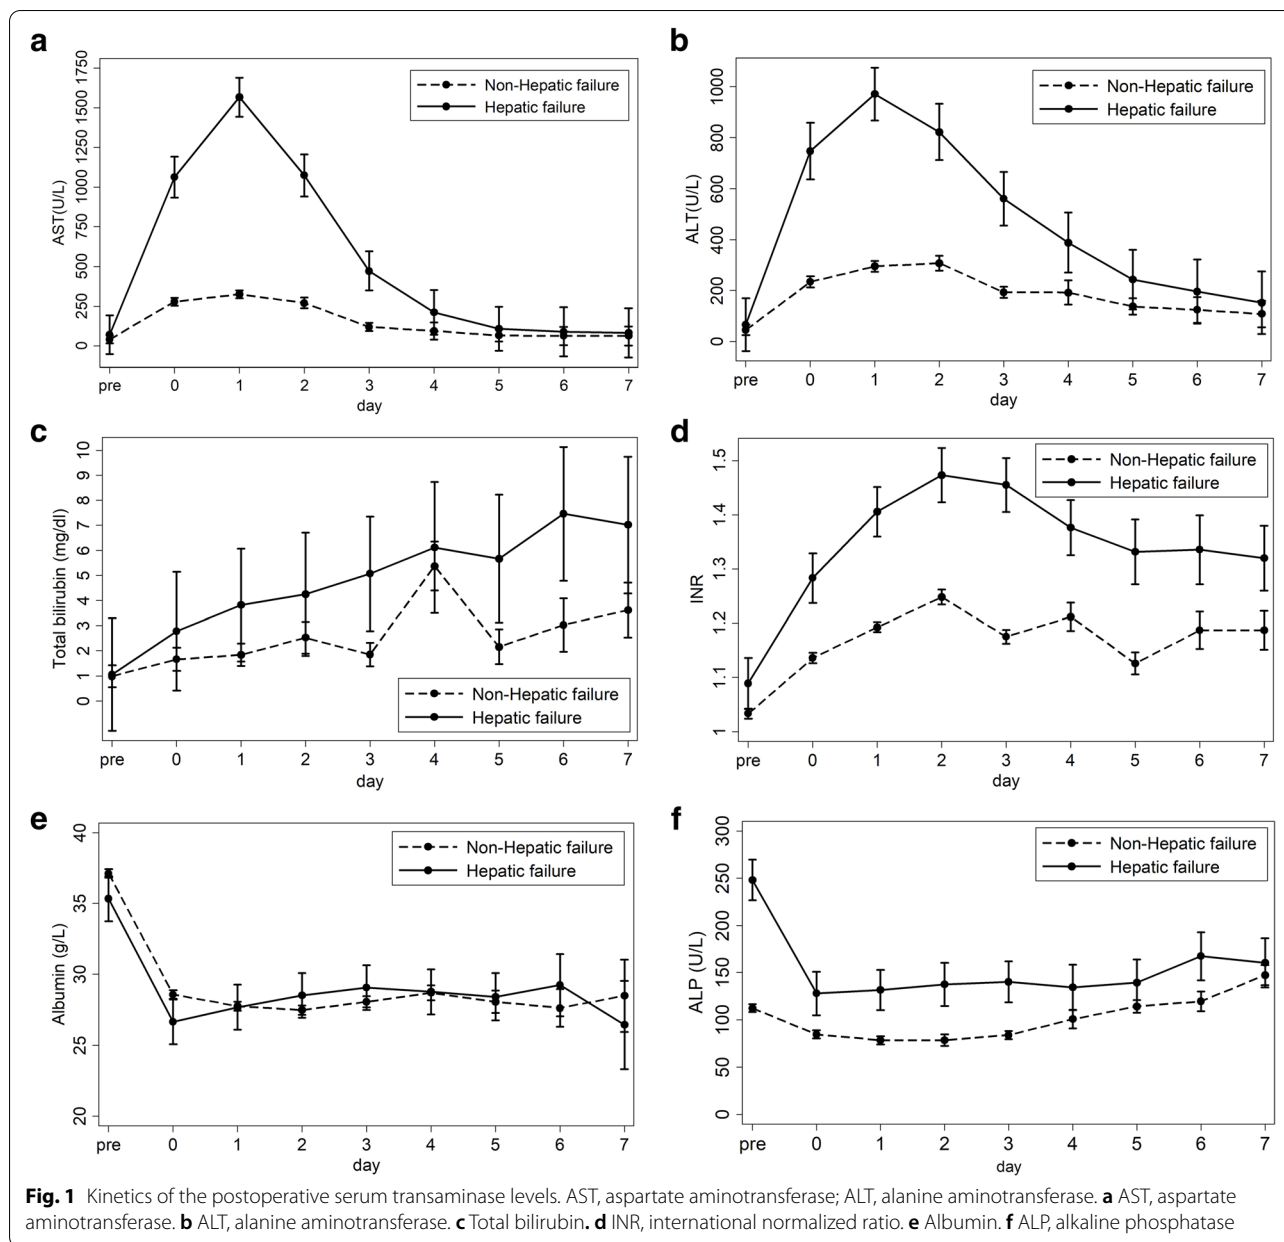 a
AST(U/L)
1750
1500
1250
1000
750
500
250
0
Non-Hepatic failure
Hepatic failure
pre 0 1 2 3 4 5 6 7
day
b
ALT(U/L)
1000
800
600
400
200
0
Non-Hepatic failure
Hepatic failure
pre 0 1 2 3 4 5 6 7
day
c
Total bilirubin (mg/dl)
10
9
8
7
6
5
4
3
2
1
0
Non-Hepatic failure
Hepatic failure
pre 0 1 2 3 4 5 6 7
day
d
INR
1.5
1.4
1.3
1.2
1.1
1
Non-Hepatic failure
Hepatic failure
pre 0 1 2 3 4 5 6 7
day
e
Albumin (g/L)
40
35
30
25
20
Non-Hepatic failure
Hepatic failure
pre 0 1 2 3 4 5 6 7
day
f
ALP (U/L)
300
250
200
150
100
50
0
Non-Hepatic failure
Hepatic failure
pre 0 1 2 3 4 5 6 7
day
Fig. 1 Kinetics of the postoperative serum transaminase levels. AST, aspartate aminotransferase; ALT, alanine aminotransferase. a AST, aspartate
aminotransferase. b ALT, alanine aminotransferase. c Total bilirubin. d INR, international normalized ratio. e Albumin. f ALP, alkaline phosphatase